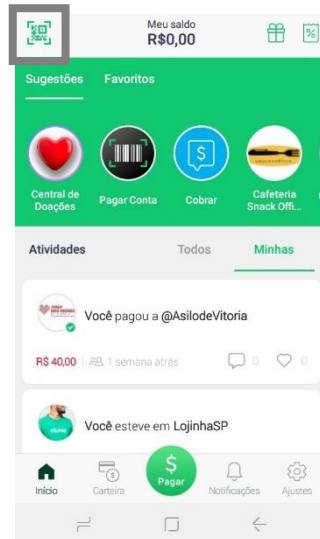 Meu saldo
R$0,00
Sugestões Favoritos
Central de
Doações
Pagar Conta
Cobrar
Cafeteria
Snack Offi...
Atividades Todos Minhas
Você pagou a @AsilodeVitoria
R$ 40,00 1 semana atrás 0 0
Você esteve em LojinhaSP
$
Início Carteira Pagar Notificações Ajustes